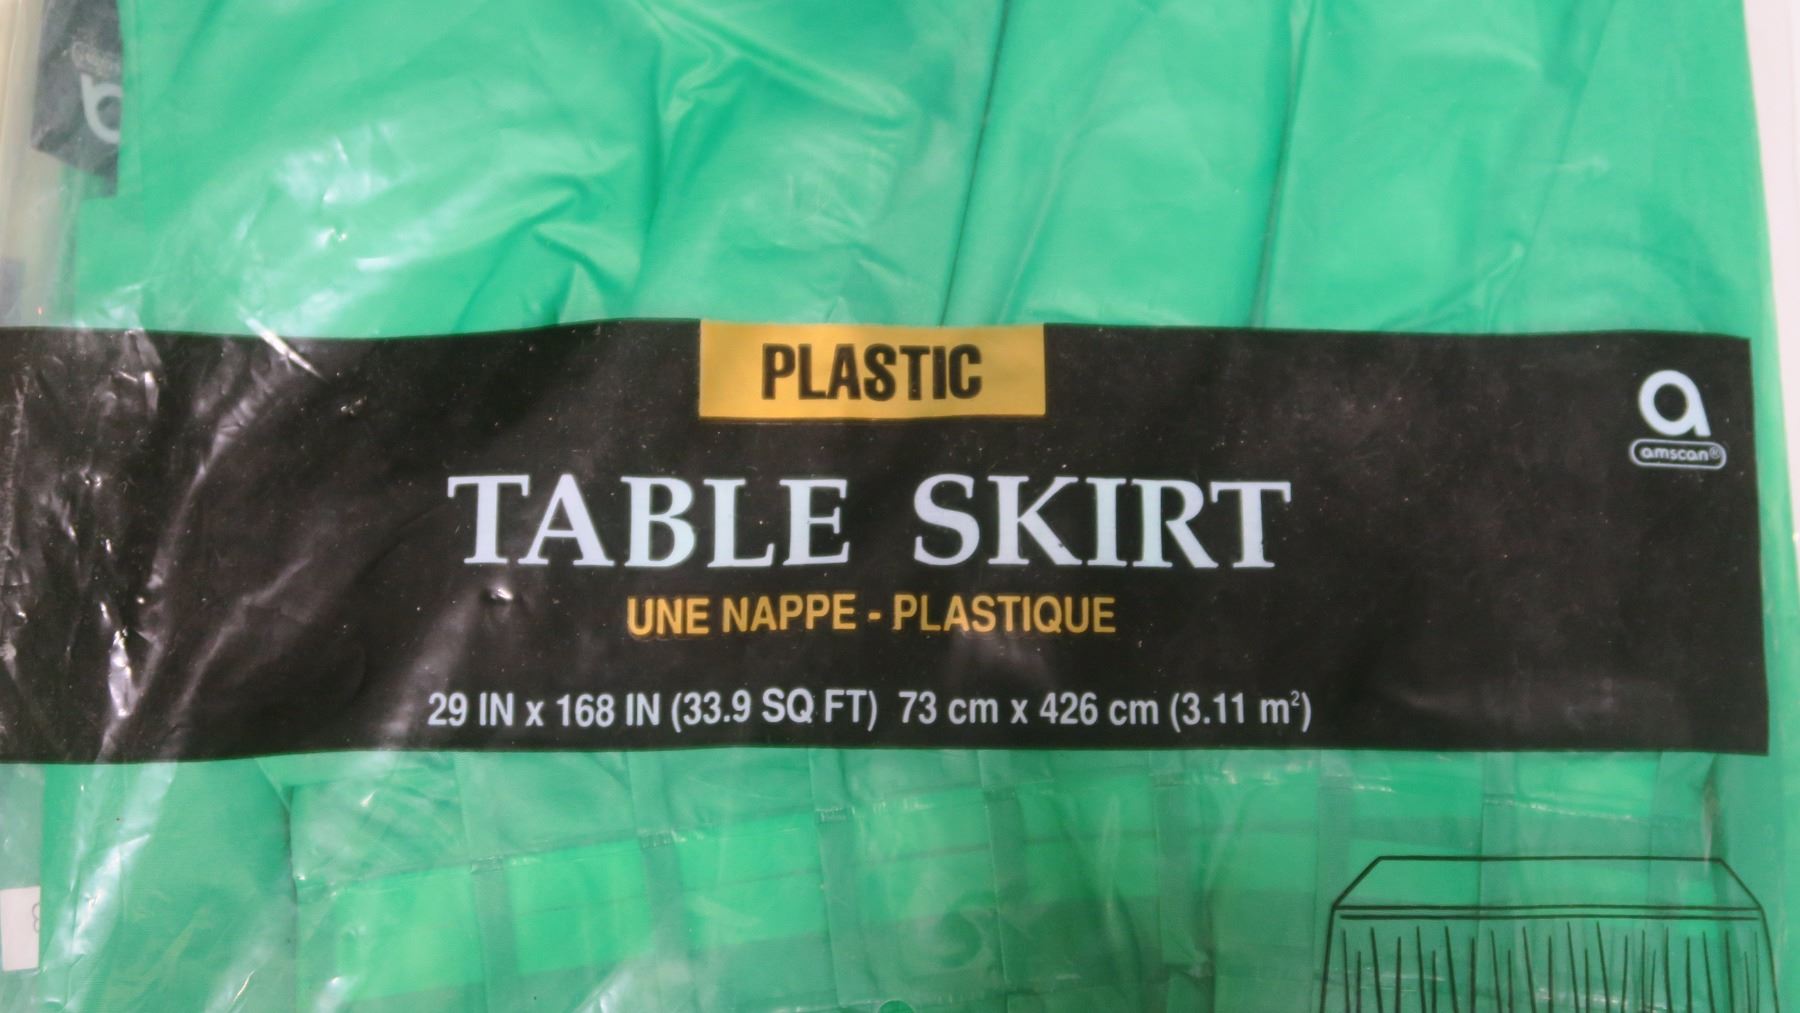 PLASTIC
a
amscan®
TABLE SKIRT
UNE NAPPE - PLASTIQUE
29 IN x 168 IN (33.9 SQ FT) 73 cm x 426 cm (3.11 m²)